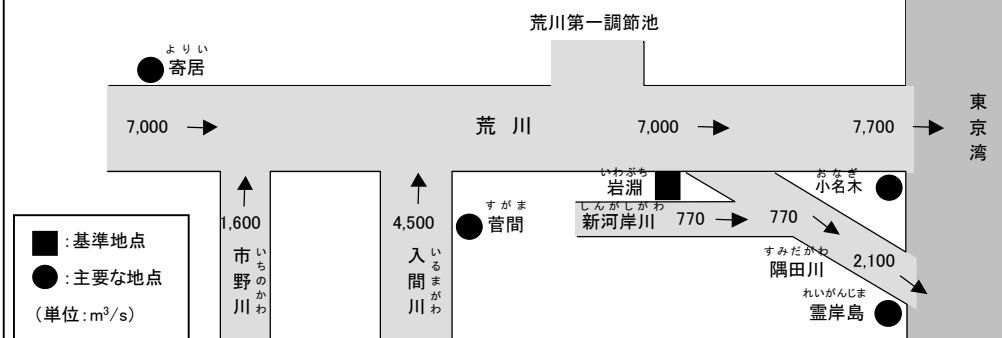 荒川第一調節池
よりい
寄居
7,000
荒川
7,000
7,700
東京湾
いわぶち
岩淵
おなぎ
小名木
1,600
市野川
いちのかわ
4,500
入間川
いるまがわ
すがま
菅間
しんがしがわ
新河岸川
770
770
すみだがわ
隅田川
2,100
れいがんじま
霊岸島
:基準地点
:主要な地点
(単位:m³/s)